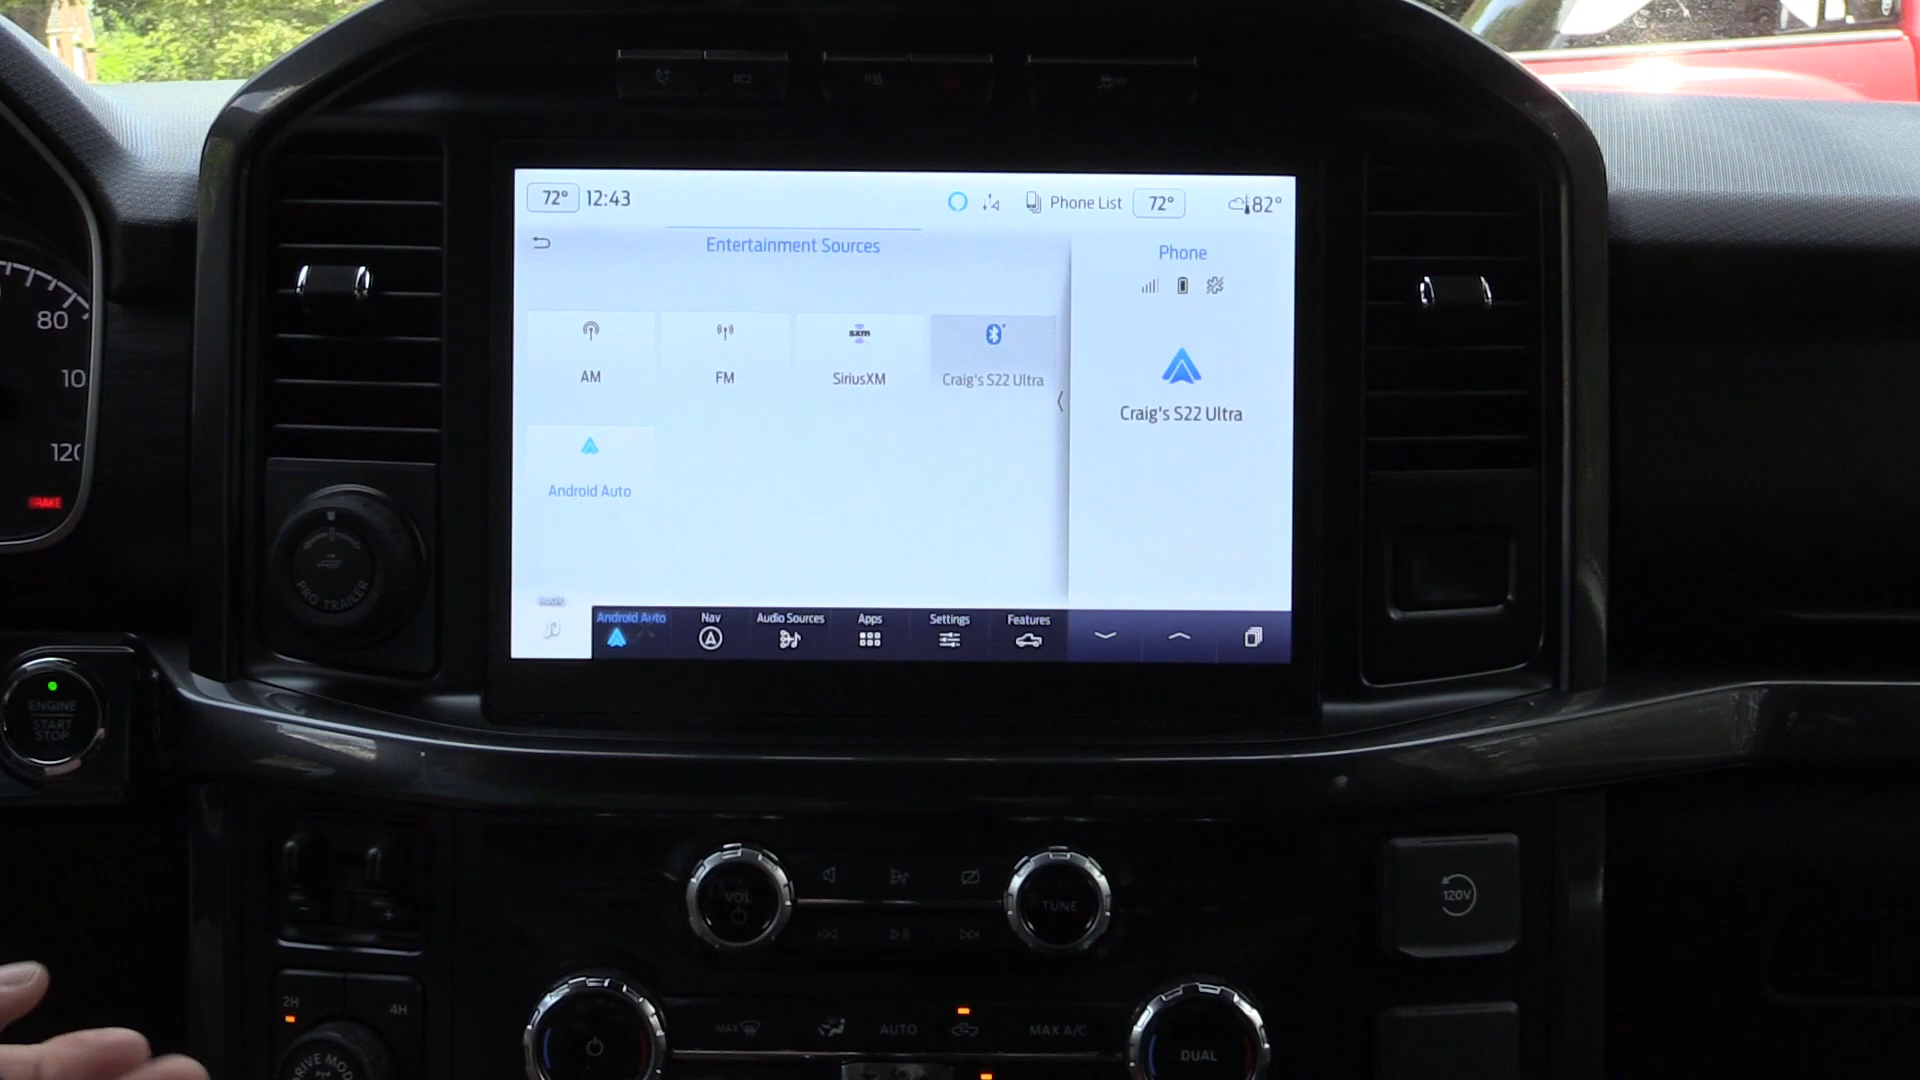 72° 12:43
Phone List 72° 82°
Entertainment Sources
Phone
AM
FM
sxm
SiriusXM
Craig's S22 Ultra
Craig's S22 Ultra
Android Auto
Android Auto
Nav
Audio Sources
Apps
Settings
Features
80
10
120
BRAKE
PRO TRAILER
ENGINE
START
STOP
VOL
TUNE
120V
2H
4H
MAX
AUTO
MAX A/C
DUAL
DRIVE MODE